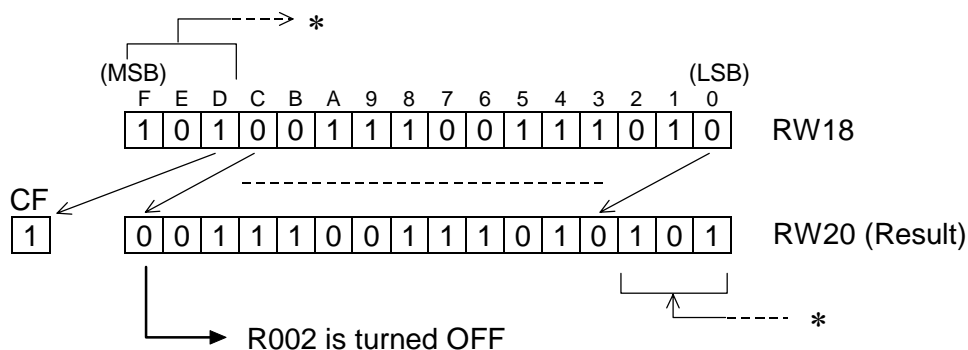 *
(MSB) (LSB)
F E D C B A 9 8 7 6 5 4 3 2 1 0
1 0 1 0 0 1 1 1 0 0 1 1 1 0 1 0 RW18
CF
1 0 0 1 1 1 0 0 1 1 1 0 1 0 1 0 1 RW20 (Result)
*
R002 is turned OFF